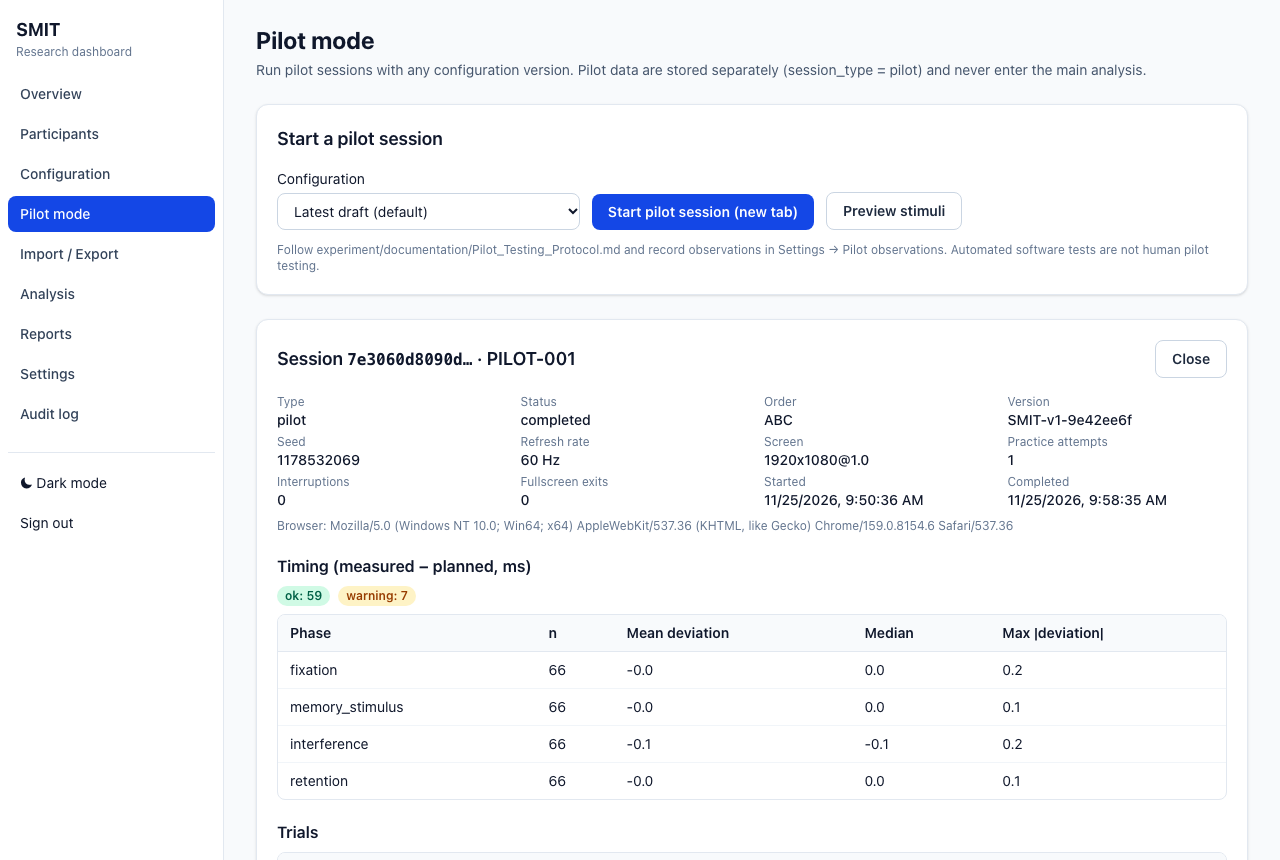 SMIT
Research dashboard
Overview
Participants
Configuration
Pilot mode
Import / Export
Analysis
Reports
Settings
Audit log
Dark mode
Sign out
Pilot mode
Run pilot sessions with any configuration version. Pilot data are stored separately (session_type = pilot) and never enter the main analysis.
Start a pilot session
Configuration
Latest draft (default)
Start pilot session (new tab)
Preview stimuli
Follow experiment/documentation/Pilot_Testing_Protocol.md and record observations in Settings → Pilot observations. Automated software tests are not human pilot
testing.
Session 7e3060d8090d… · PILOT-001
Close
Type Status Order Version
pilot completed ABC SMIT-v1-9e42ee6f
Seed Refresh rate Screen Practice attempts
1178532069 60 Hz 1920x1080@1.0 1
Interruptions Fullscreen exits Started Completed
0 0 11/25/2026, 9:50:36 AM 11/25/2026, 9:58:35 AM
Browser: Mozilla/5.0 (Windows NT 10.0; Win64; x64) AppleWebKit/537.36 (KHTML, like Gecko) Chrome/159.0.8154.6 Safari/537.36
Timing (measured − planned, ms)
ok: 59 warning: 7
Phase n Mean deviation Median Max |deviation|
fixation 66 -0.0 0.0 0.2
memory_stimulus 66 -0.0 0.0 0.1
interference 66 -0.1 -0.1 0.2
retention 66 -0.0 0.0 0.1
Trials